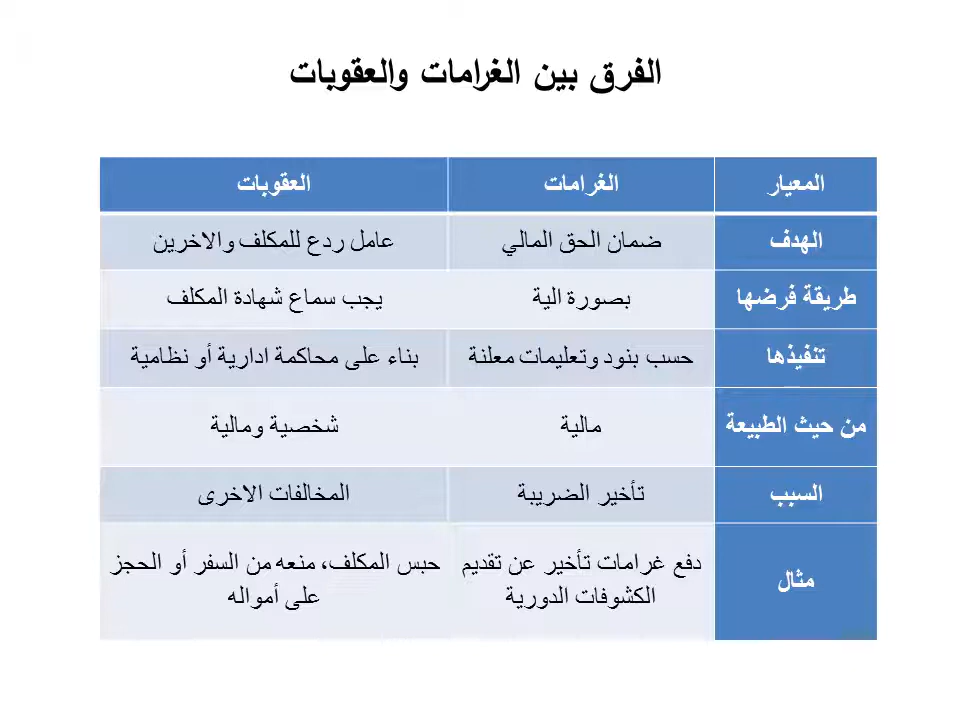 الفرق بين الغرامات والعقوبات
المعيار الغرامات العقوبات
الهدف ضمان الحق المالي عامل ردع للمكلف والاخرين
طريقة فرضها بصورة الية يجب سماع شهادة المكلف
تنفيذها حسب بنود وتعليمات معلنة بناء على محاكمة ادارية أو نظامية
من حيث الطبيعة مالية شخصية ومالية
السبب تأخير الضريبة المخالفات الاخرى
مثال
دفع غرامات تأخير عن تقديم
الكشوفات الدورية
حبس المكلف، منعه من السفر أو الحجز
على أمواله